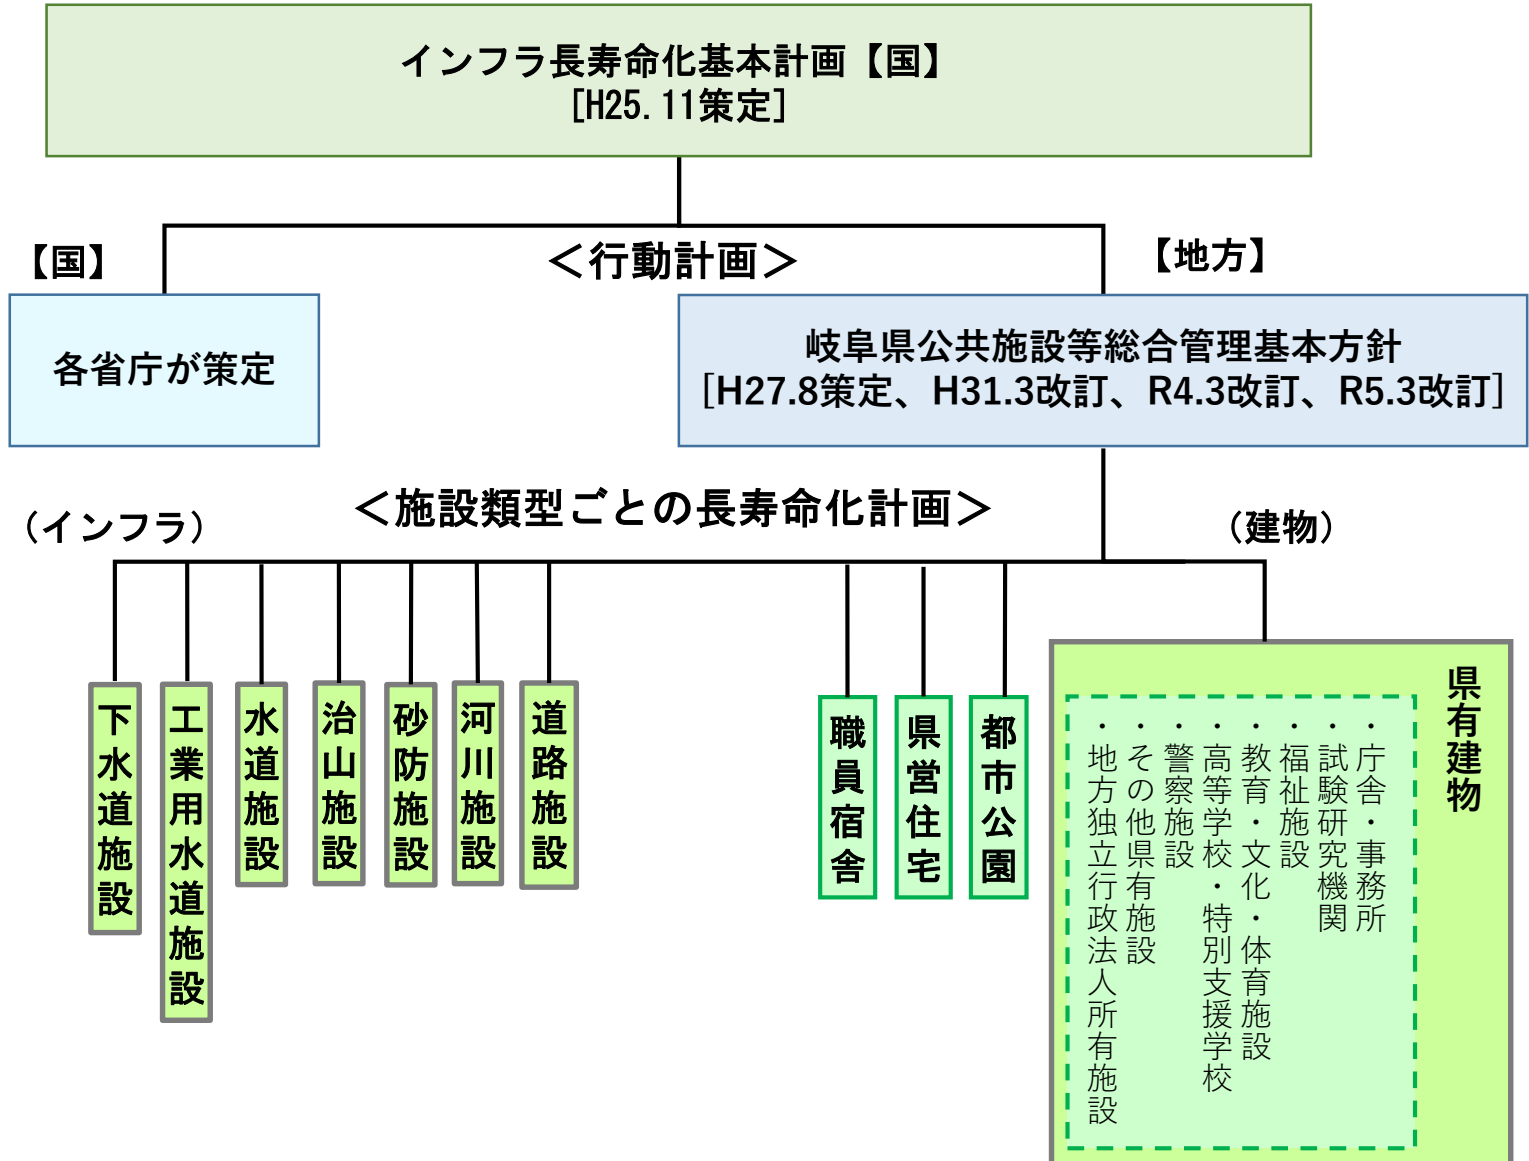 インフラ長寿命化基本計画【国】
[H25.11策定]
【国】
＜行動計画＞
【地方】
各省庁が策定
岐阜県公共施設等総合管理基本方針
[H27.8策定、H31.3改訂、R4.3改訂、R5.3改訂]
＜施設類型ごとの長寿命化計画＞
（インフラ）
（建物）
下水道施設
工業用水道施設
水道施設
治山施設
砂防施設
河川施設
道路施設
職員宿舎
県営住宅
都市公園
県有建物
・庁舎・事務所
・試験研究機関
・福祉施設
・教育・文化・体育施設
・高等学校・特別支援学校
・警察施設
・その他県有施設
・地方独立行政法人所有施設